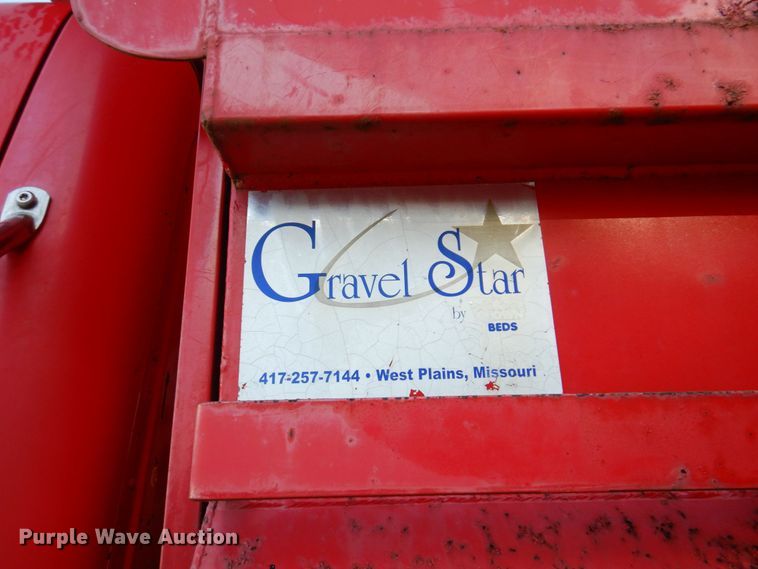 Gravel Star
by
BEDS
417-257-7144 • West Plains, Missouri
Purple Wave Auction